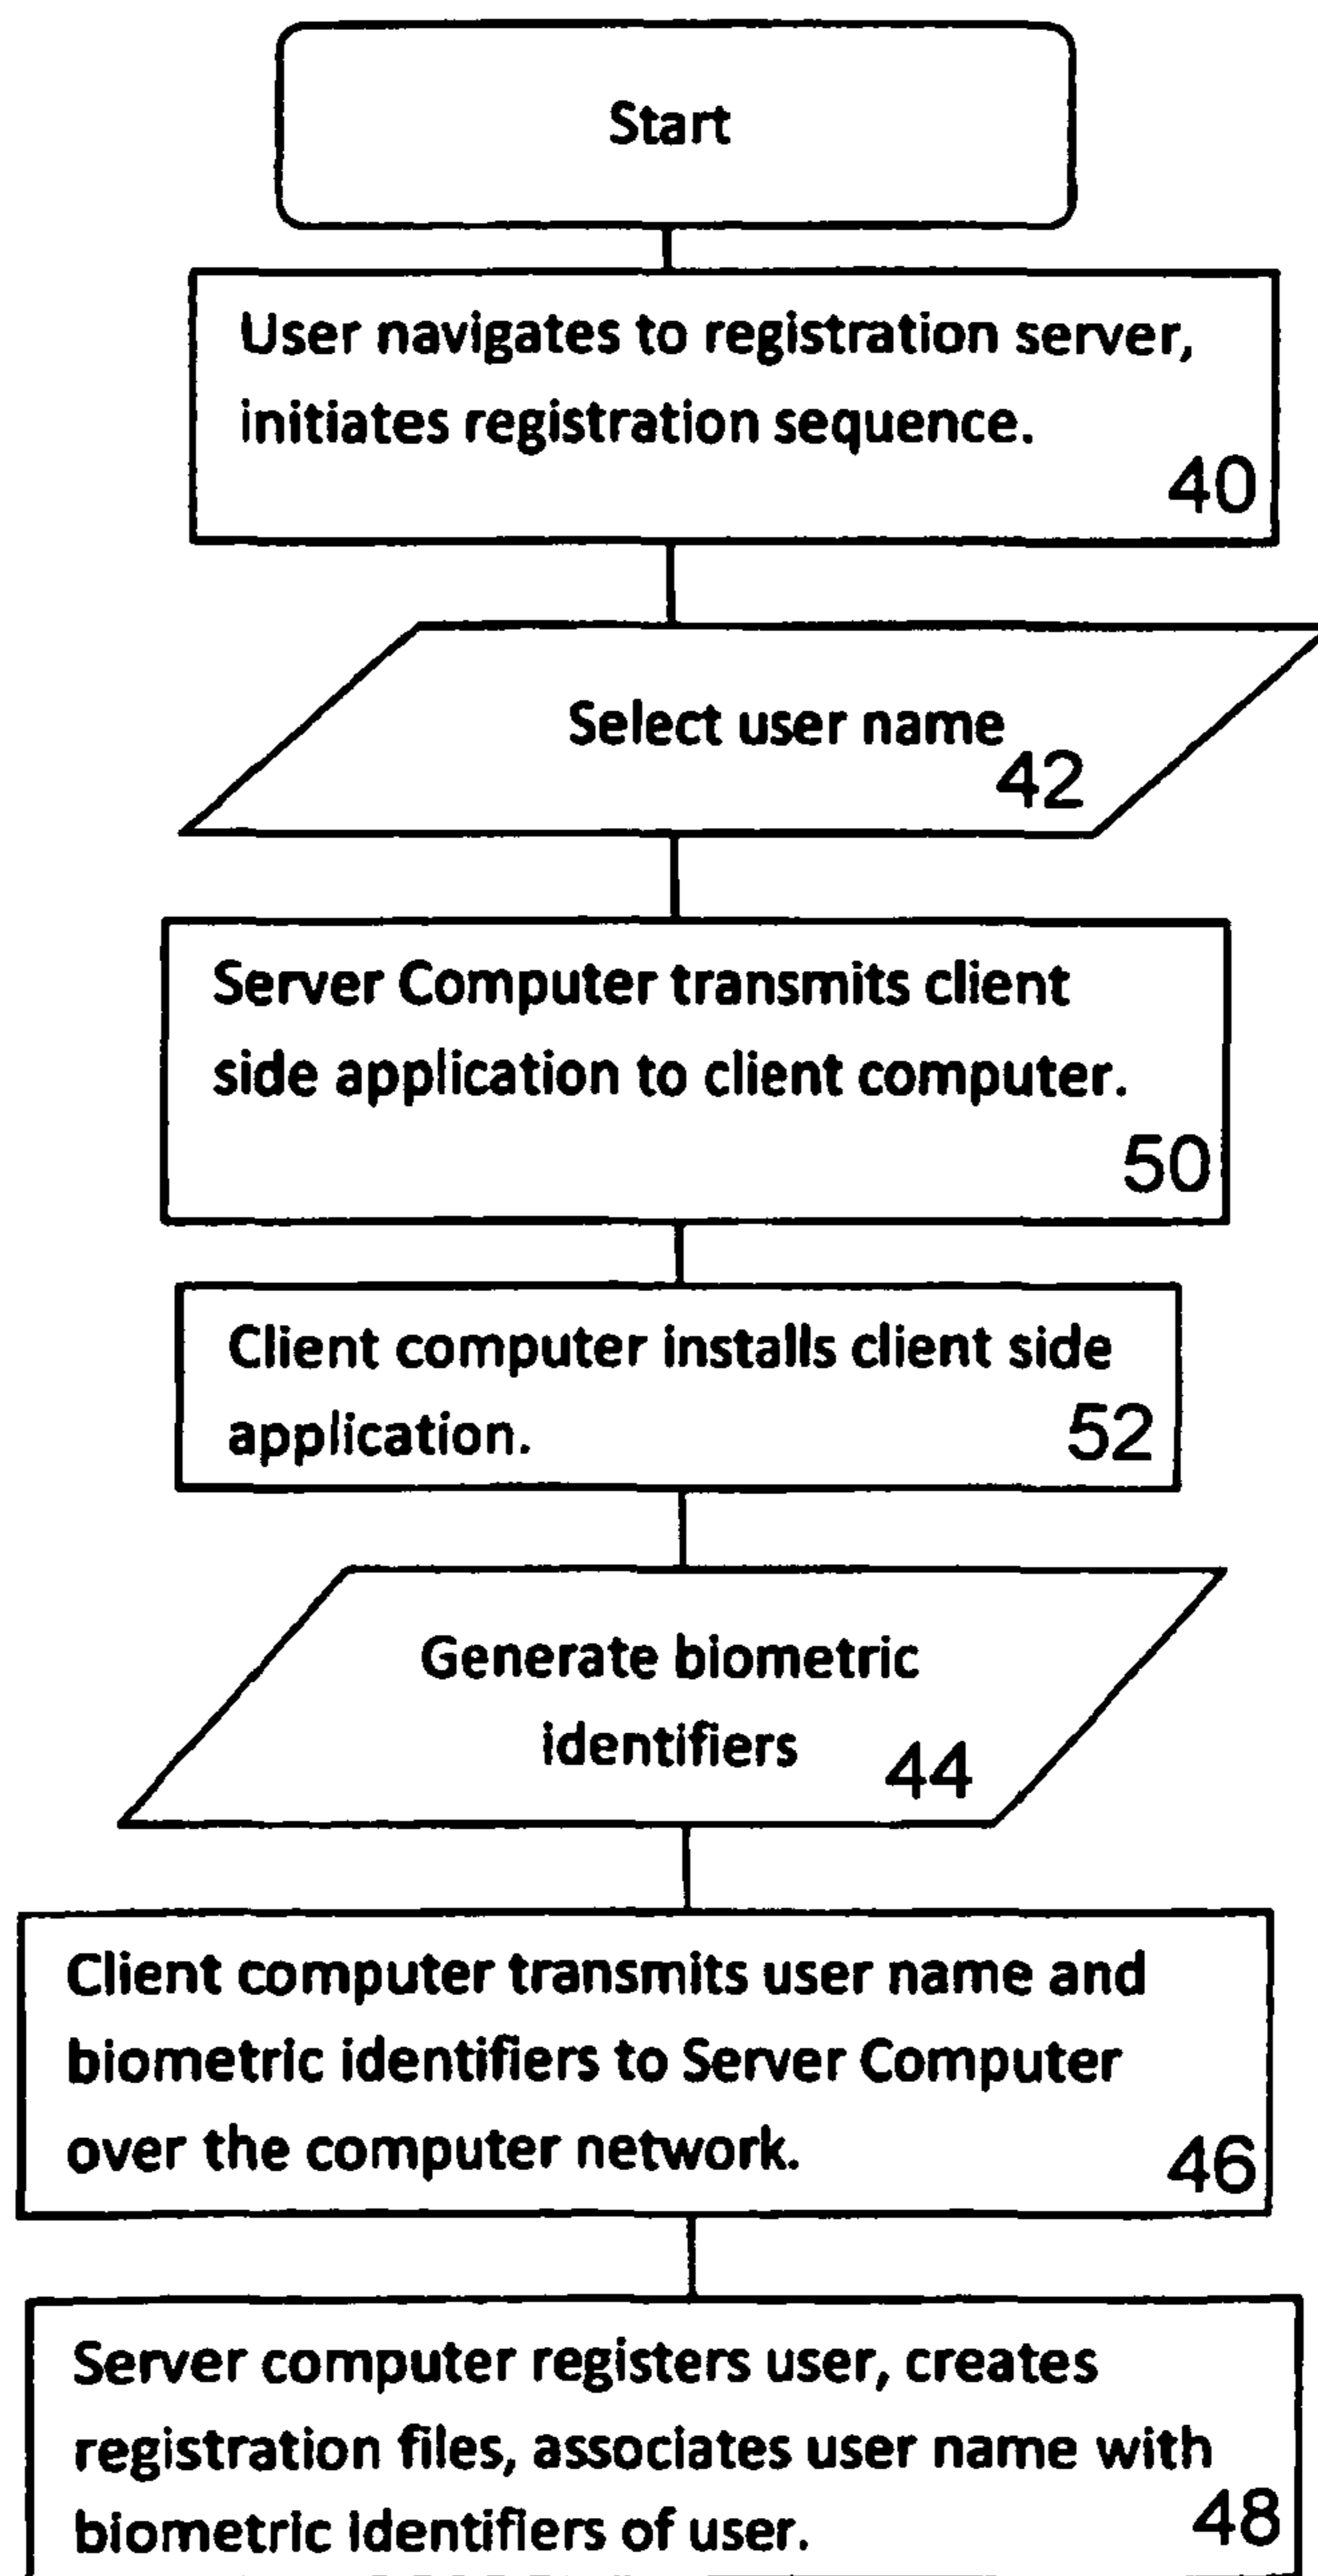 Start
User navigates to registration server,
initiates registration sequence.
40
Select user name
42
Server Computer transmits client
side application to client computer.
50
Client computer installs client side
application.
52
Generate biometric
identifiers
44
Client computer transmits user name and
biometric identifiers to Server Computer
over the computer network.
46
Server computer registers user, creates
registration files, associates user name with
biometric identifiers of user.
48